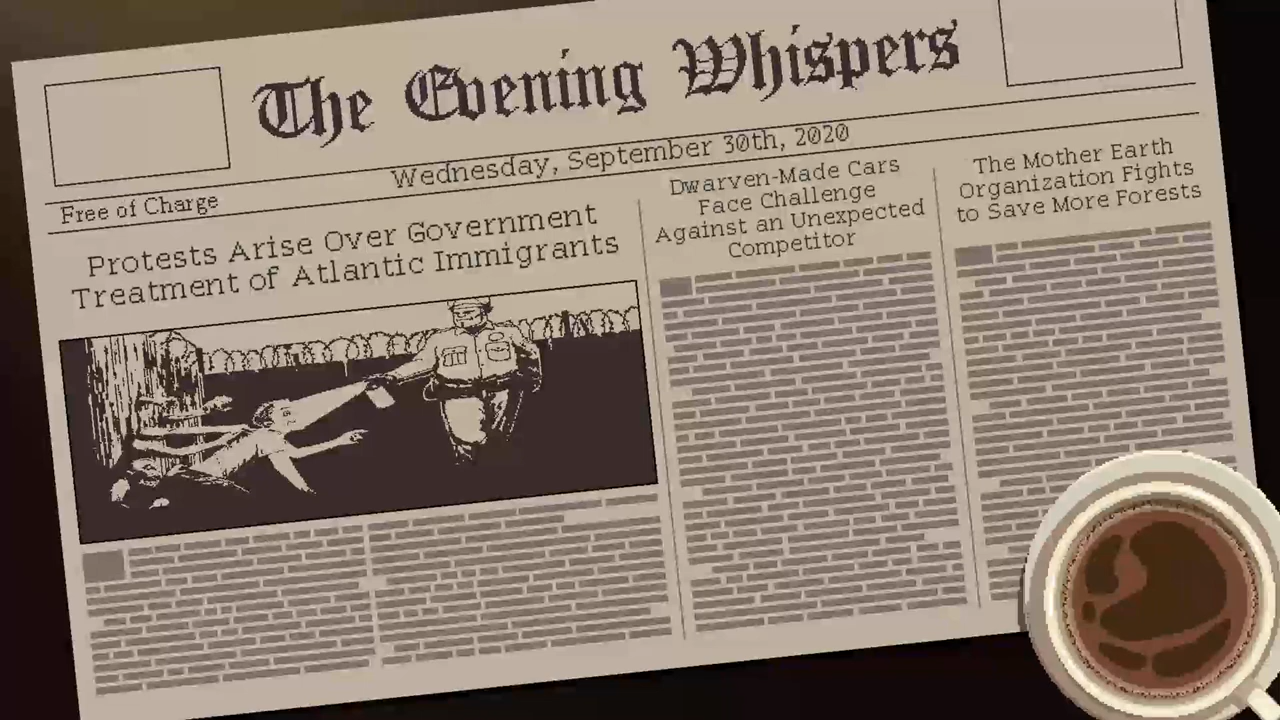 The Evening Whispers
Wednesday, September 30th, 2020
Free of Charge
Protests Arise Over Government
Treatment of Atlantic Immigrants
Dwarven-Made Cars
Face Challenge
Against an Unexpected
Competitor
The Mother Earth
Organization Fights
to Save More Forests